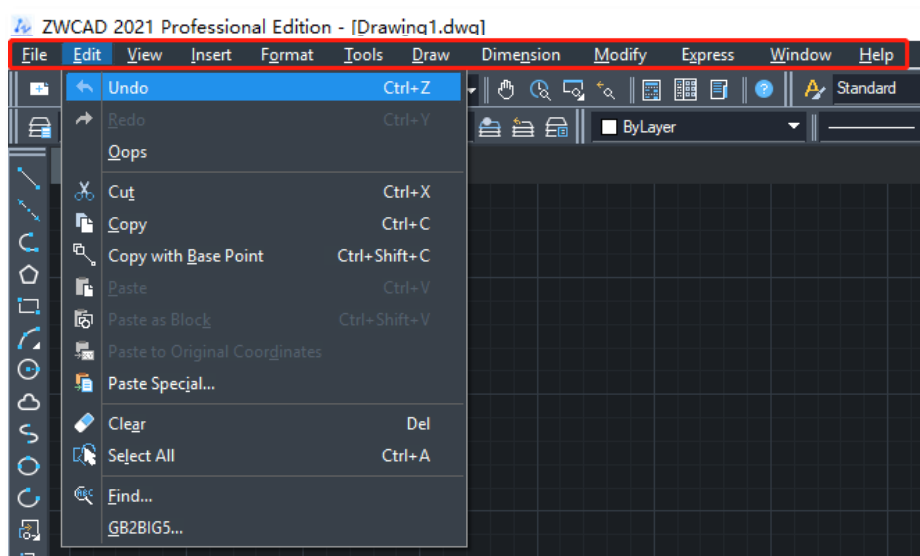 ZWCAD 2021 Professional Edition - [Drawing1.dwg]
File Edit View Insert Format Tools Draw Dimension Modify Express Window Help
Undo Ctrl+Z
Standard
Redo Ctrl+Y
ByLayer
Oops
Cut Ctrl+X
Copy Ctrl+C
Copy with Base Point Ctrl+Shift+C
Paste Ctrl+V
Paste as Block Ctrl+Shift+V
Paste to Original Coordinates
Paste Special...
Clear Del
Select All Ctrl+A
Find...
GB2BIG5...